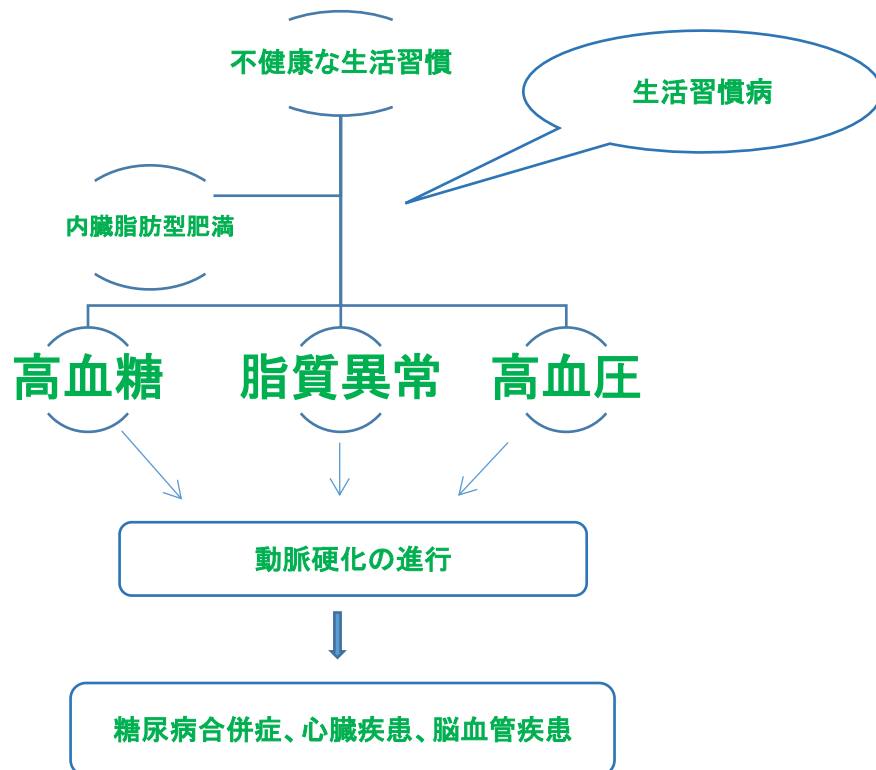 不健康な生活習慣
生活習慣病
内臓脂肪型肥満
高血糖
脂質異常
高血圧
動脈硬化の進行
糖尿病合併症、心臓疾患、脳血管疾患